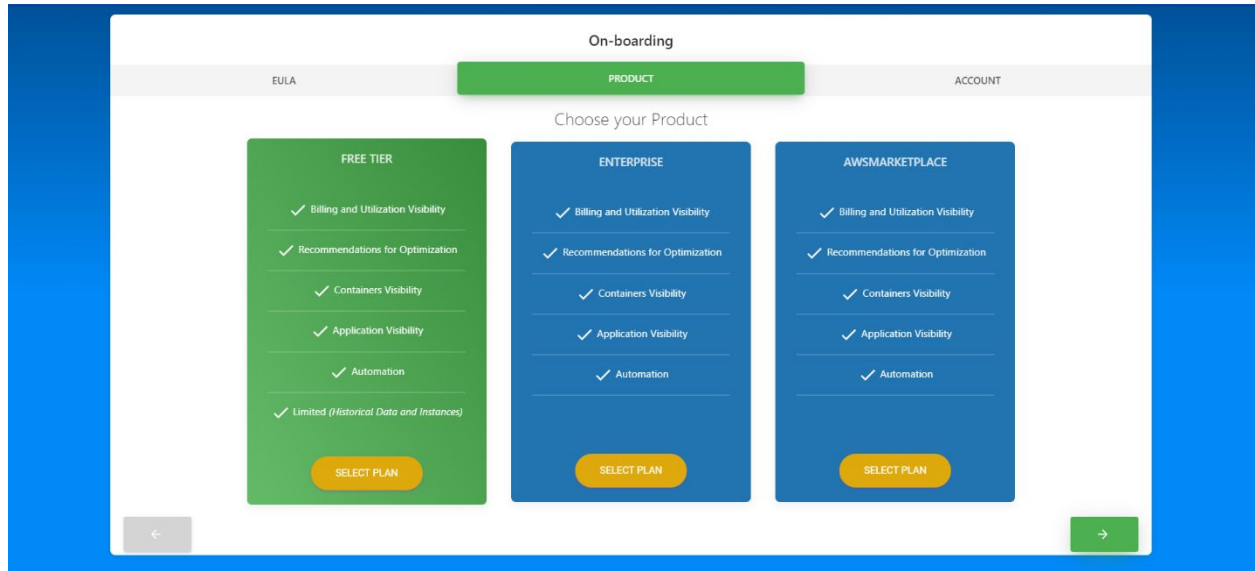 On-boarding
EULA
PRODUCT
ACCOUNT
Choose your Product
FREE TIER
Billing and Utilization Visibility
Recommendations for Optimization
Containers Visibility
Application Visibility
Automation
Limited (Historical Data and Instances)
SELECT PLAN
ENTERPRISE
Billing and Utilization Visibility
Recommendations for Optimization
Containers Visibility
Application Visibility
Automation
SELECT PLAN
AWSMARKETPLACE
Billing and Utilization Visibility
Recommendations for Optimization
Containers Visibility
Application Visibility
Automation
SELECT PLAN